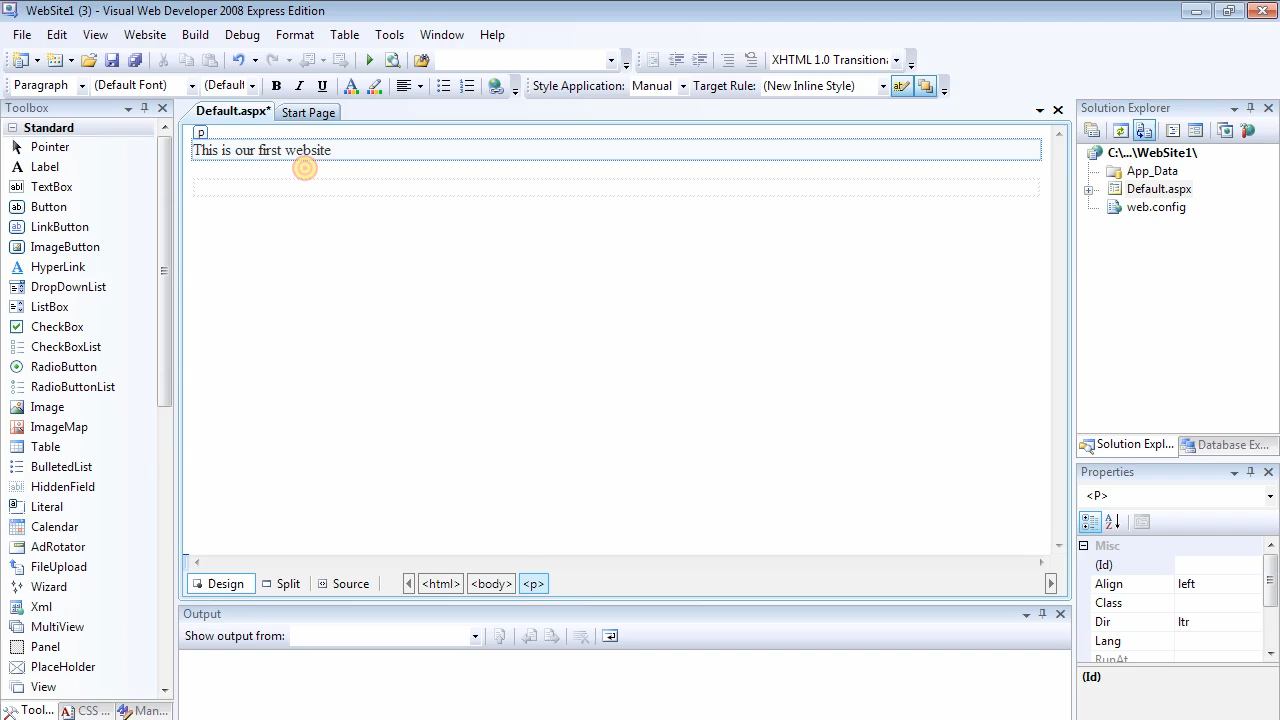 WebSite1 (3) - Visual Web Developer 2008 Express Edition
File Edit View Website Build Debug Format Table Tools Window Help
XHTML 1.0 Transition
Paragraph (Default Font) (Default B I U A Style Application: Manual Target Rule: (New Inline Style)
Toolbox
Standard
Pointer
Label
TextBox
Button
LinkButton
ImageButton
HyperLink
DropDownList
ListBox
CheckBox
CheckBoxList
RadioButton
RadioButtonList
Image
ImageMap
Table
BulletedList
HiddenField
Literal
Calendar
AdRotator
FileUpload
Wizard
Xml
MultiView
Panel
PlaceHolder
View
Tool... CSS ... Man...
Default.aspx* Start Page
p
This is our first website
Design Split Source <html> <body> <p>
Output
Show output from:
Solution Explorer
C:\...\WebSite1\
App_Data
Default.aspx
web.config
Solution Expl... Database Ex...
Properties
<P>
Misc
(Id)
Align left
Class
Dir ltr
Lang
RunAt
(Id)